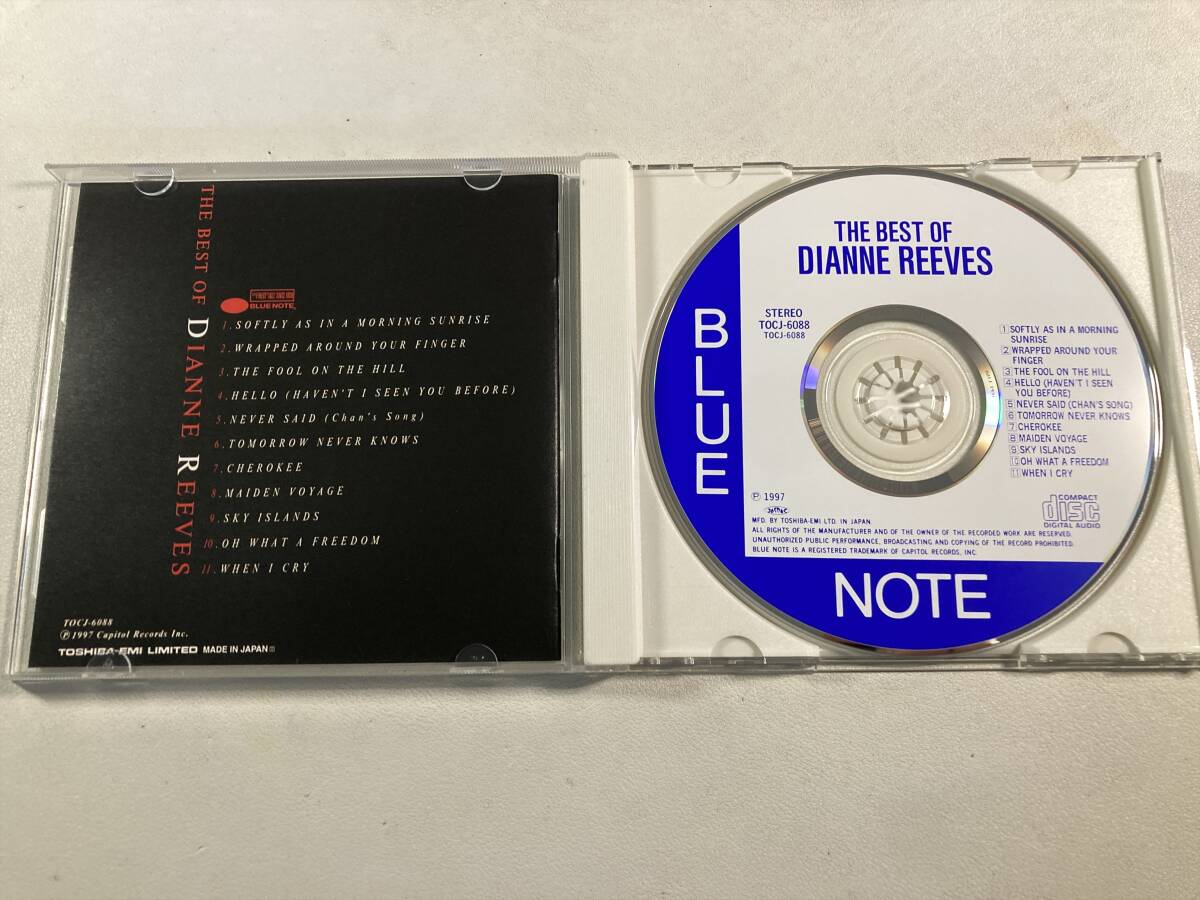 THE BEST OF DIANNE REEVES
BLUE NOTE
1. SOFTLY AS IN A MORNING SUNRISE
2. WRAPPED AROUND YOUR FINGER
3. THE FOOL ON THE HILL
4. HELLO (HAVEN'T I SEEN YOU BEFORE)
5. NEVER SAID (Chan's Song)
6. TOMORROW NEVER KNOWS
7. CHEROKEE
8. MAIDEN VOYAGE
9. SKY ISLANDS
10. OH WHAT A FREEDOM
11. WHEN I CRY
TOCJ-6088
Ⓟ1997 Capitol Records Inc.
TOSHIBA-EMI LIMITED MADE IN JAPAN
THE BEST OF
DIANNE REEVES
BLUE
STEREO
TOCJ-6088
TOCJ-6088
1 SOFTLY AS IN A MORNING
SUNRISE
2 WRAPPED AROUND YOUR
FINGER
3 THE FOOL ON THE HILL
4 HELLO (HAVEN'T I SEEN
YOU BEFORE)
5 NEVER SAID (CHAN'S SONG)
6 TOMORROW NEVER KNOWS
7 CHEROKEE
8 MAIDEN VOYAGE
9 SKY ISLANDS
10 OH WHAT A FREEDOM
11 WHEN I CRY
Ⓟ 1997
COMPACT
disc
DIGITAL AUDIO
MFD. BY TOSHIBA-EMI LTD. IN JAPAN
ALL RIGHTS OF THE MANUFACTURER AND OF THE OWNER OF THE RECORDED WORK ARE RESERVED.
UNAUTHORIZED PUBLIC PERFORMANCE, BROADCASTING AND COPYING OF THE RECORD PROHIBITED.
BLUE NOTE IS A REGISTERED TRADEMARK OF CAPITOL RECORDS, INC.
NOTE